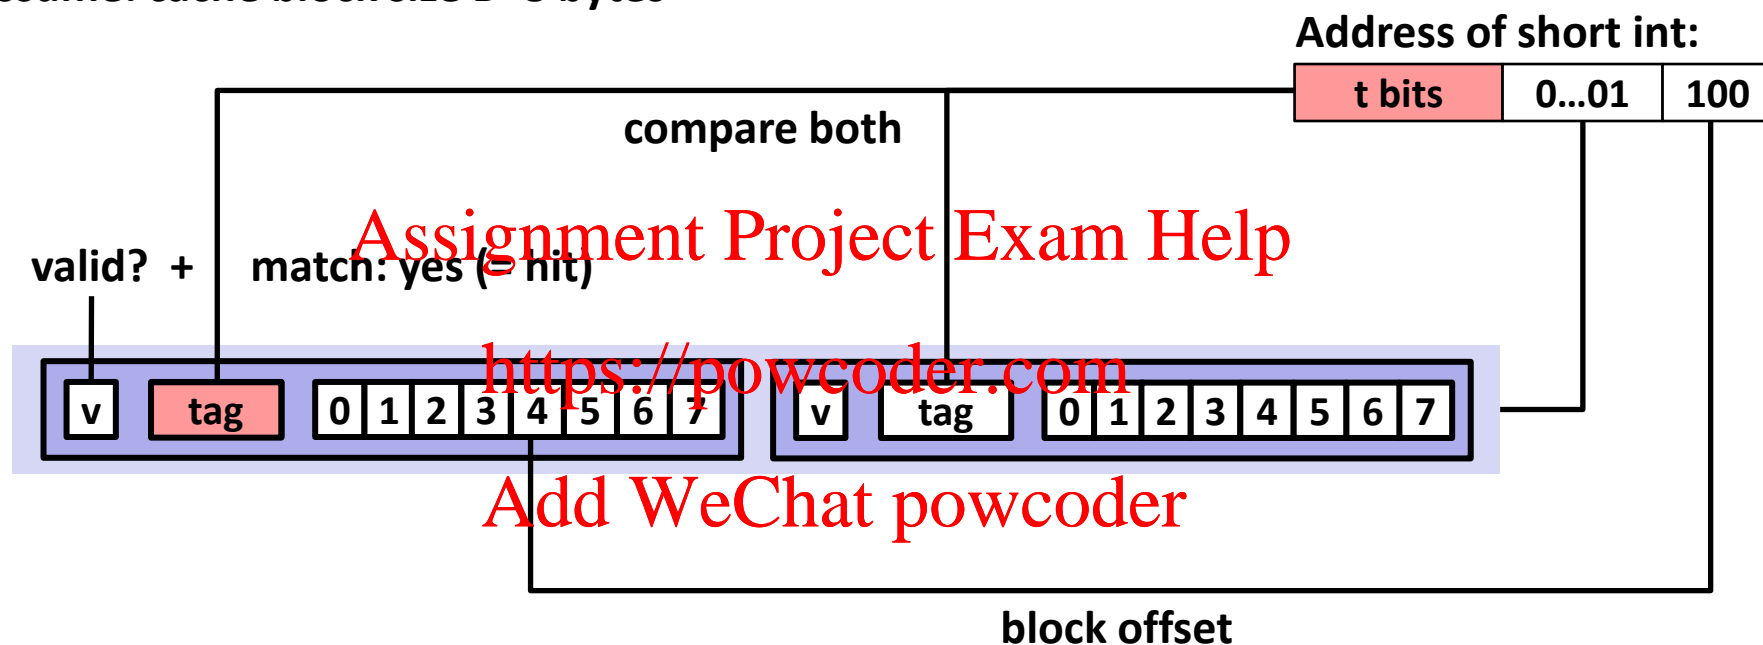 Address of short int:
t bits 0...01 100
compare both
Assignment Project Exam Help
valid? + match: yes (= hit)
https://powcoder.com
v tag 0 1 2 3 4 5 6 7 v tag 0 1 2 3 4 5 6 7
Add WeChat powcoder
block offset